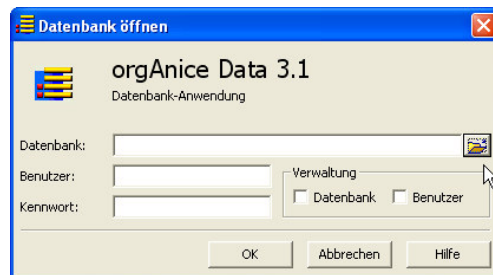 Datenbank öffnen
orgAnice Data 3.1
Datenbank-Anwendung
Datenbank:
Benutzer:
Kennwort:
Verwaltung
Datenbank Benutzer
OK Abbrechen Hilfe